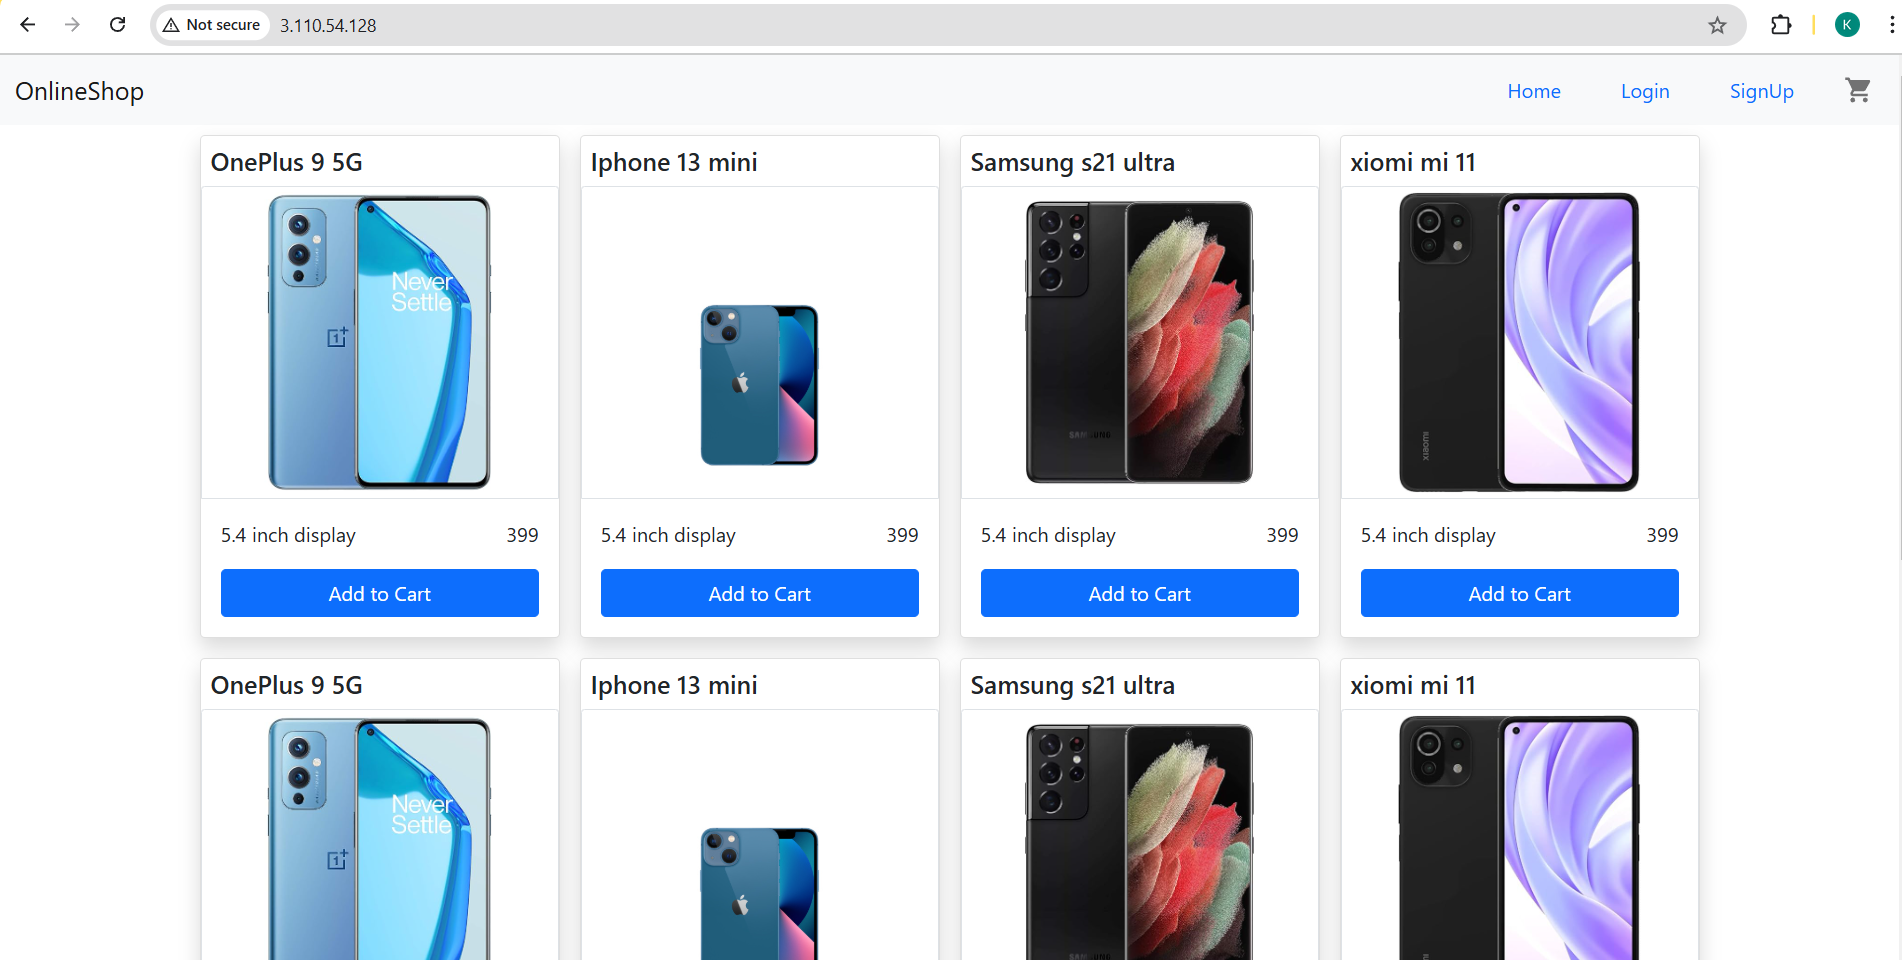 Not secure 3.110.54.128 K
OnlineShop Home Login SignUp
OnePlus 9 5G Iphone 13 mini Samsung s21 ultra xiomi mi 11
Never
Settle
1+
SAMSUNG
xiaomi
5.4 inch display 399 5.4 inch display 399 5.4 inch display 399 5.4 inch display 399
Add to Cart Add to Cart Add to Cart Add to Cart
OnePlus 9 5G Iphone 13 mini Samsung s21 ultra xiomi mi 11
Never
Settle
1+